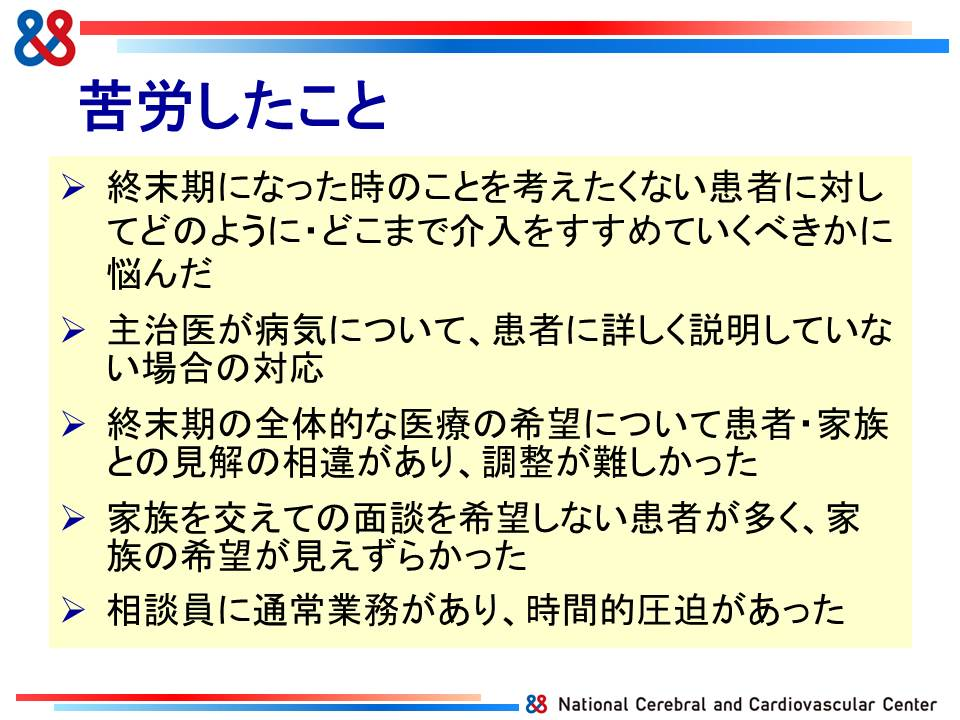 苦労したこと
➢ 終末期になった時のことを考えたくない患者に対し
てどのように・どこまで介入をすすめていくべきかに
悩んだ
➢ 主治医が病気について、患者に詳しく説明していな
い場合の対応
➢ 終末期の全体的な医療の希望について患者・家族
との見解の相違があり、調整が難しかった
➢ 家族を交えての面談を希望しない患者が多く、家
族の希望が見えずらかった
➢ 相談員に通常業務があり、時間的圧迫があった
National Cerebral and Cardiovascular Center